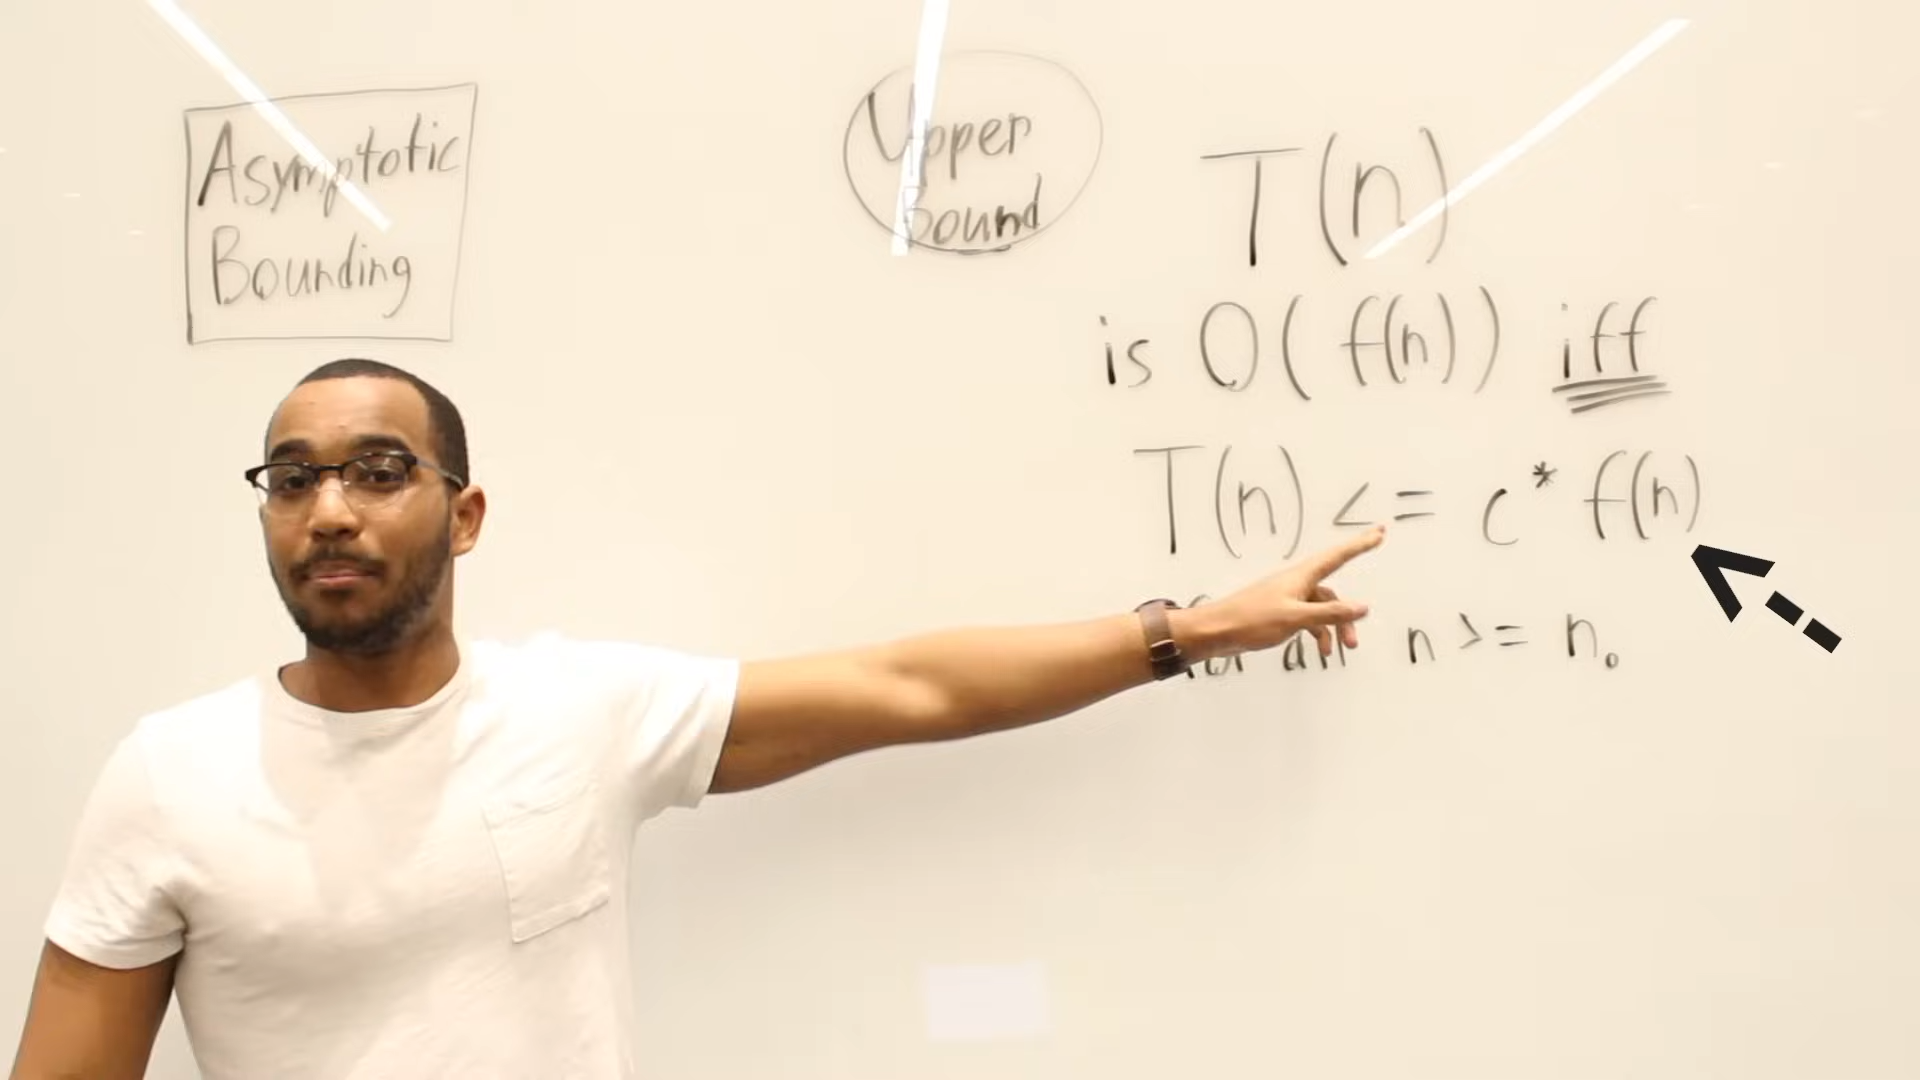 Asymptotic
Bounding
Upper
Bound
T(n)
is O(f(n)) iff
T(n) <= c* f(n)
for all n >= n₀